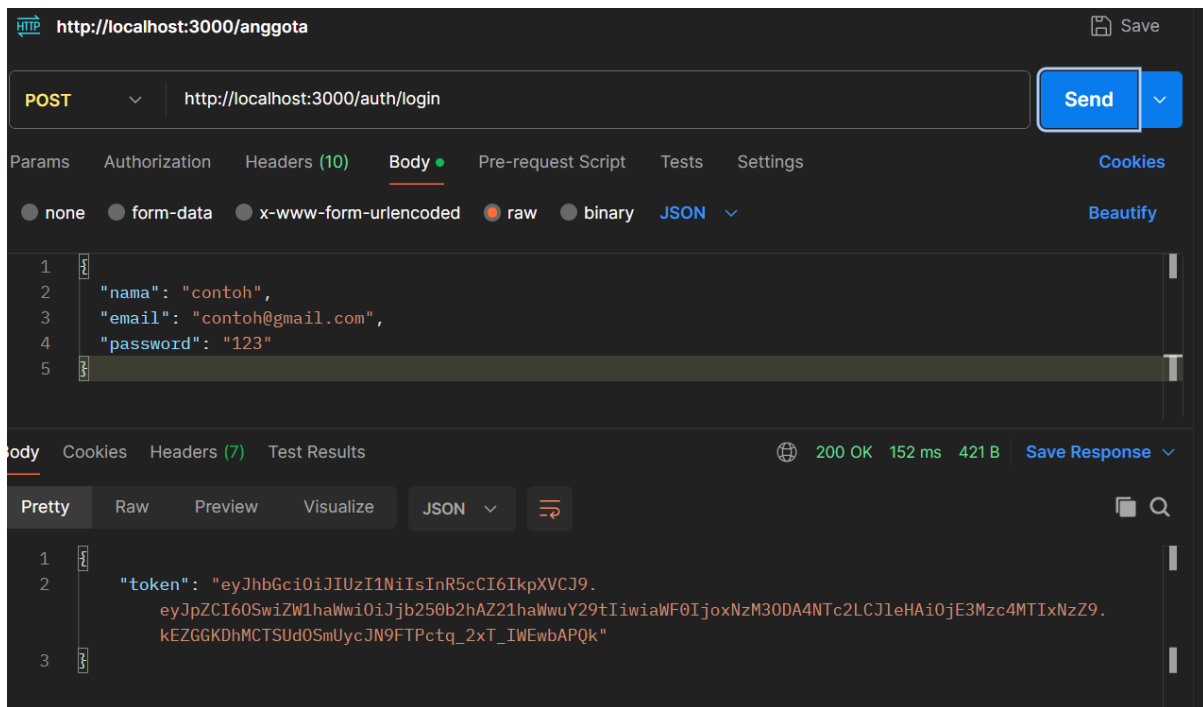 HTTP http://localhost:3000/anggota Save
POST http://localhost:3000/auth/login Send
Params Authorization Headers (10) Body Pre-request Script Tests Settings Cookies
none form-data x-www-form-urlencoded raw binary JSON Beautify
1 {
2 "nama": "contoh",
3 "email": "contoh@gmail.com",
4 "password": "123"
5 }
Body Cookies Headers (7) Test Results 200 OK 152 ms 421 B Save Response
Pretty Raw Preview Visualize JSON
1 {
2 "token": "eyJhbGciOiJIUzI1NiIsInR5cCI6IkpXVCJ9.
eyJpZCI6OSwiZW1haWwiOiJjb250b2hAZ21haWwuY29tIiwiaWF0IjoxNzM3ODA4NTc2LCJleHAiOjE3Mzc4MTIxNzZ9.
kEZGGKDhMCTSUdOSmUycJN9FTPctq_2xT_IWEwbAPQk"
3 }